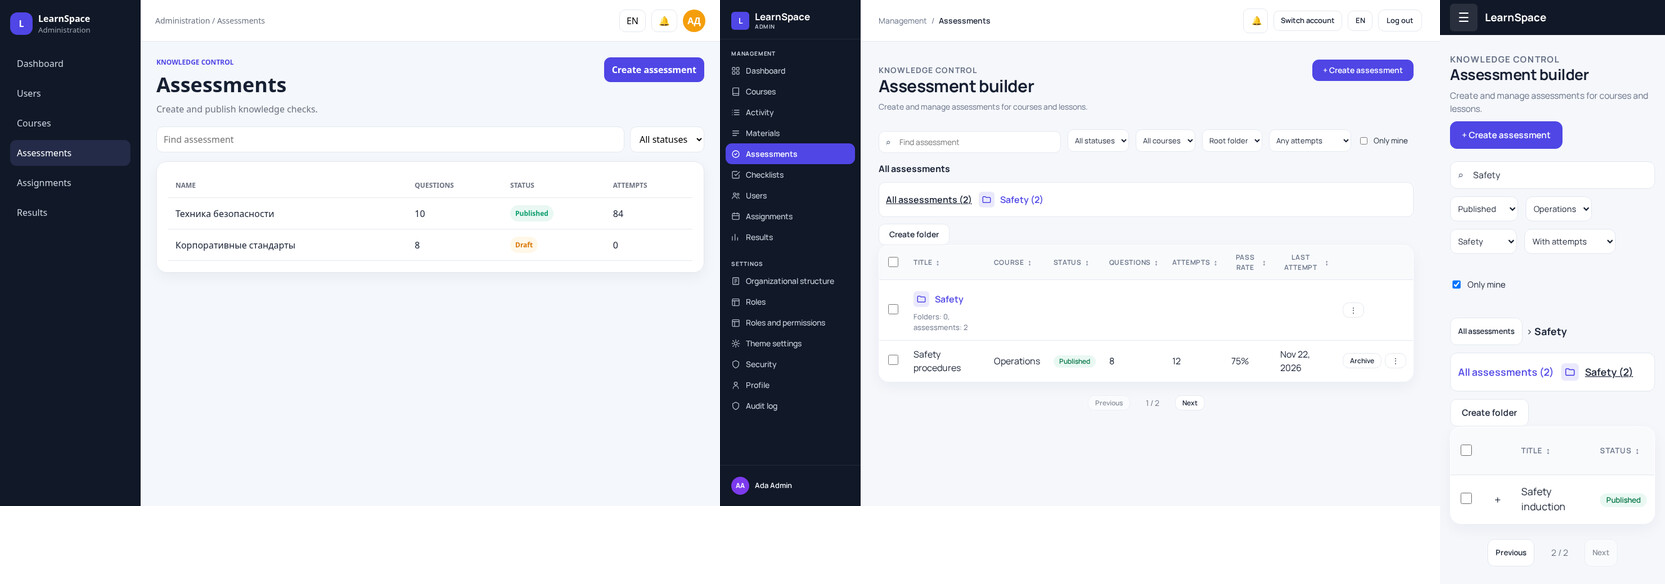 L
LearnSpace
Administration
Dashboard
Users
Courses
Assessments
Assignments
Results
Administration / Assessments
EN
АД
KNOWLEDGE CONTROL
Assessments
Create and publish knowledge checks.
Create assessment
Find assessment
All statuses
NAME QUESTIONS STATUS ATTEMPTS
Техника безопасности 10 Published 84
Корпоративные стандарты 8 Draft 0
L
LearnSpace
ADMIN
MANAGEMENT
Dashboard
Courses
Activity
Materials
Assessments
Checklists
Users
Assignments
Results
SETTINGS
Organizational structure
Roles
Roles and permissions
Theme settings
Security
Profile
Audit log
AA Ada Admin
Management / Assessments
Switch account
EN
Log out
KNOWLEDGE CONTROL
Assessment builder
Create and manage assessments for courses and lessons.
+ Create assessment
Find assessment
All statuses
All courses
Root folder
Any attempts
Only mine
All assessments
All assessments (2) Safety (2)
Create folder
TITLE COURSE STATUS QUESTIONS ATTEMPTS PASS RATE LAST ATTEMPT
Safety
Folders: 0,
assessments: 2
Safety procedures Operations Published 8 12 75% Nov 22, 2026 Archive
Previous 1 / 2 Next
LearnSpace
KNOWLEDGE CONTROL
Assessment builder
Create and manage assessments for courses and
lessons.
+ Create assessment
Safety
Published Operations
Safety With attempts
Only mine
All assessments › Safety
All assessments (2) Safety (2)
Create folder
TITLE STATUS
+ Safety induction Published
Previous 2 / 2 Next